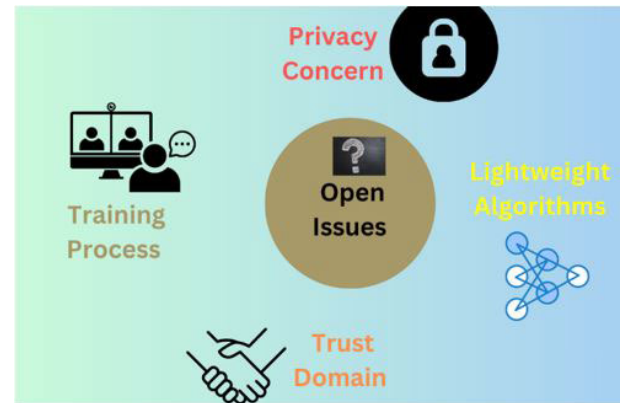 Privacy
Concern
?
Open
Issues
Lightweight
Algorithms
Training
Process
Trust
Domain